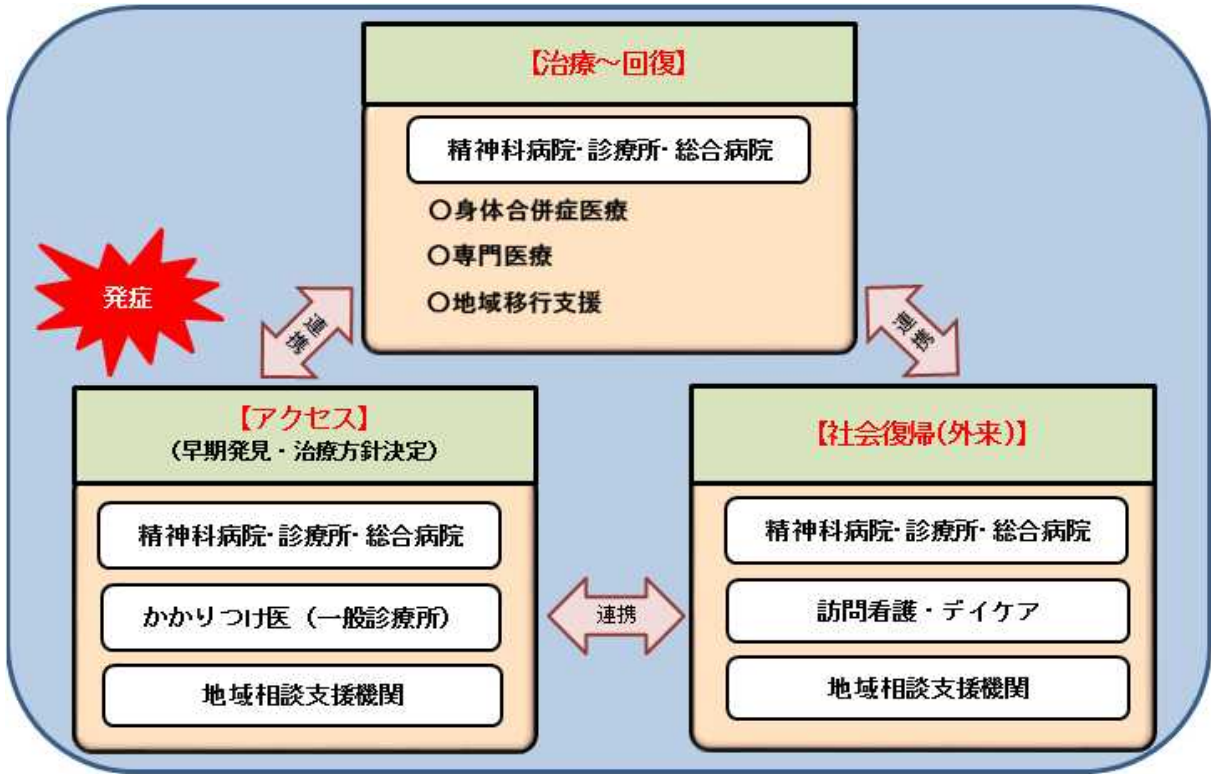 【治療～回復】
精神科病院・診療所・総合病院
○身体合併症医療
○専門医療
○地域移行支援
発症
連携
連携
【アクセス】
(早期発見・治療方針決定)
精神科病院・診療所・総合病院
かかりつけ医（一般診療所）
地域相談支援機関
連携
【社会復帰(外来)】
精神科病院・診療所・総合病院
訪問看護・デイケア
地域相談支援機関